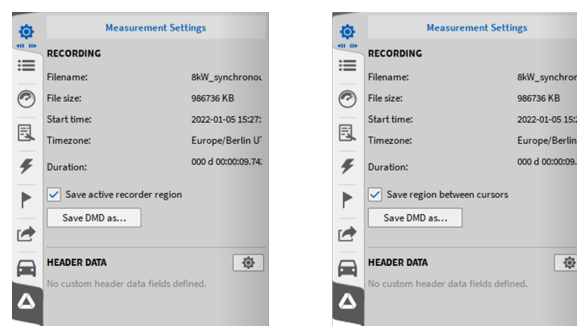 Measurement Settings
RECORDING
Filename: 8kW_synchronou
File size: 986736 KB
Start time: 2022-01-05 15:27:
Timezone: Europe/Berlin U
Duration: 000 d 00:00:09.74
Save active recorder region
Save DMD as...
HEADER DATA
No custom header data fields defined.
Measurement Settings
RECORDING
Filename: 8kW_synchron
File size: 986736 KB
Start time: 2022-01-05 15:2
Timezone: Europe/Berlin
Duration: 000 d 00:00:09.
Save region between cursors
Save DMD as...
HEADER DATA
No custom header data fields defined.